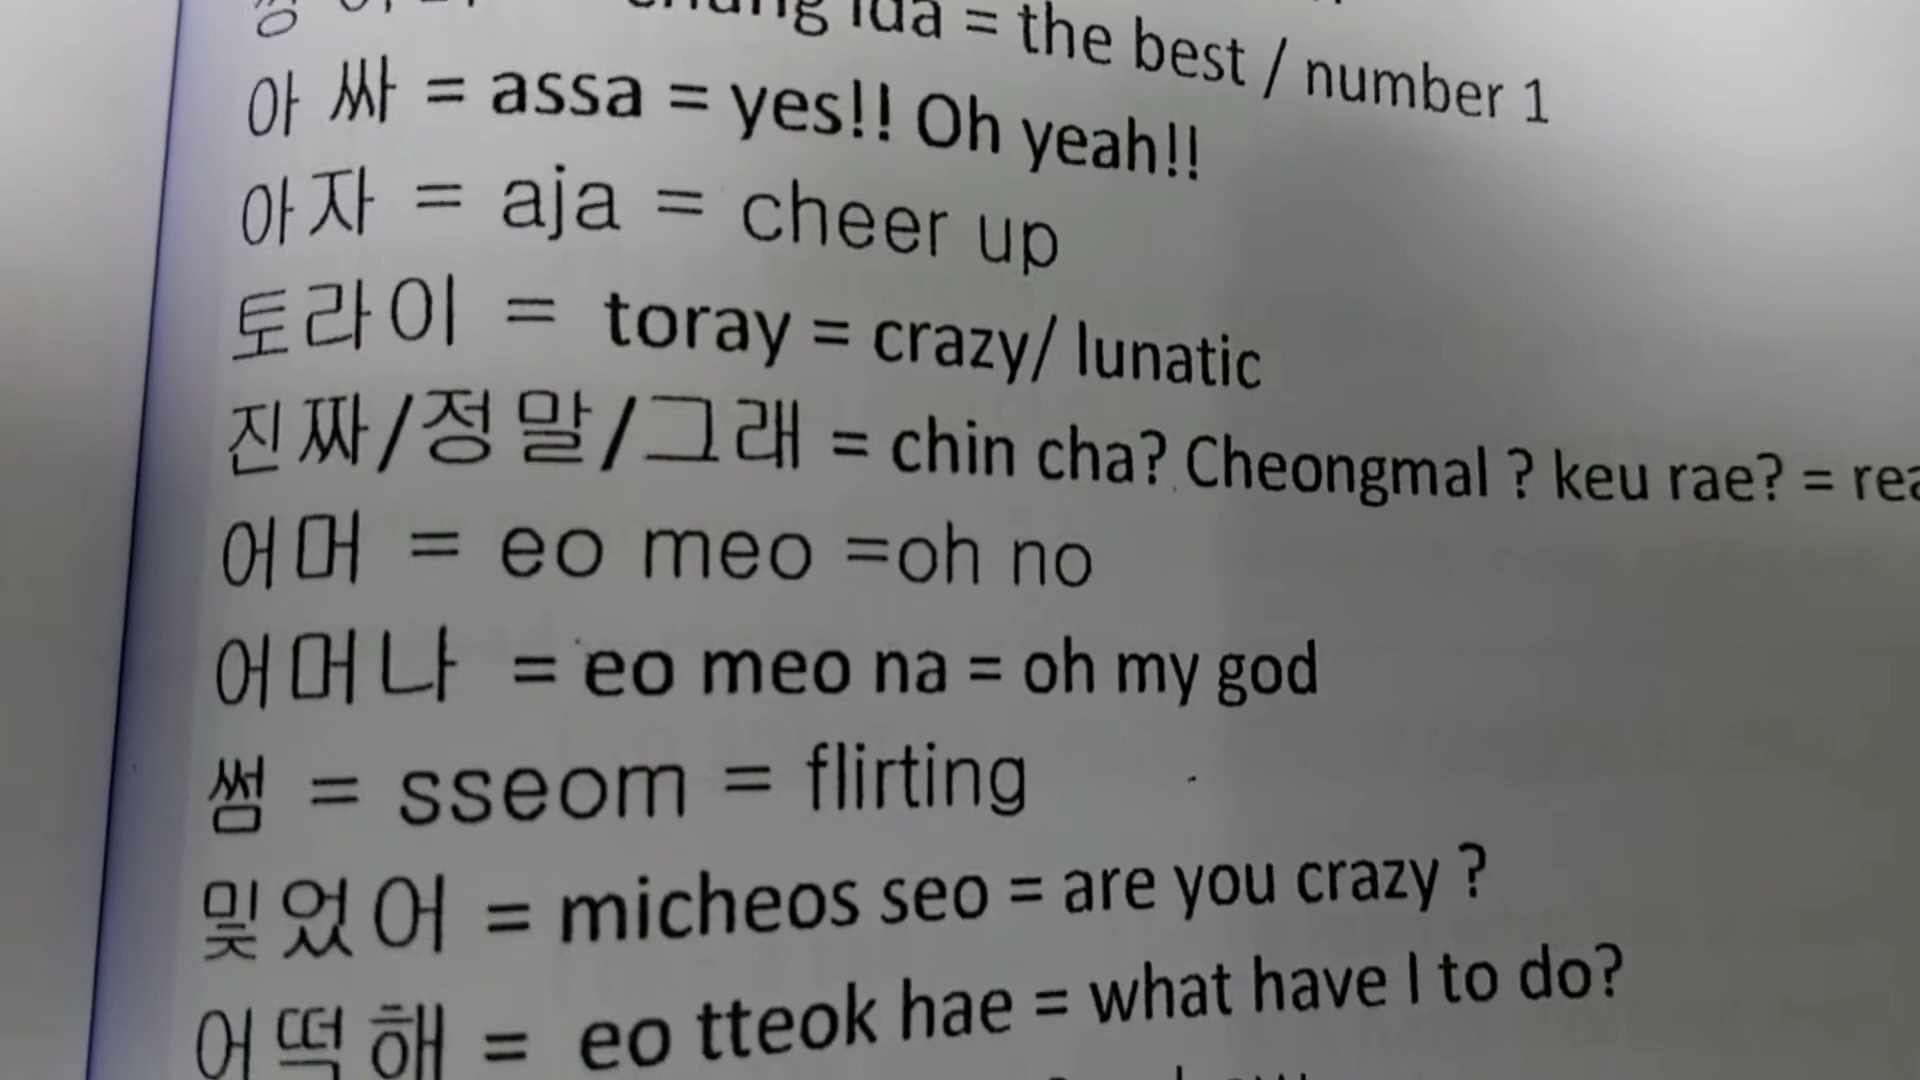 = the best / number 1
아 싸 = assa = yes!! Oh yeah!!
아자 = aja = cheer up
토라이 = toray = crazy/ lunatic
진짜/정말/그래 = chin cha? Cheongmal ? keu rae? =
어머 = eo meo =oh no
어머나 = eo meo na = oh my god
썸 = sseom = flirting
밎었어 = micheos seo = are you crazy ?
어떡해 = eo tteok hae = what have I to do?